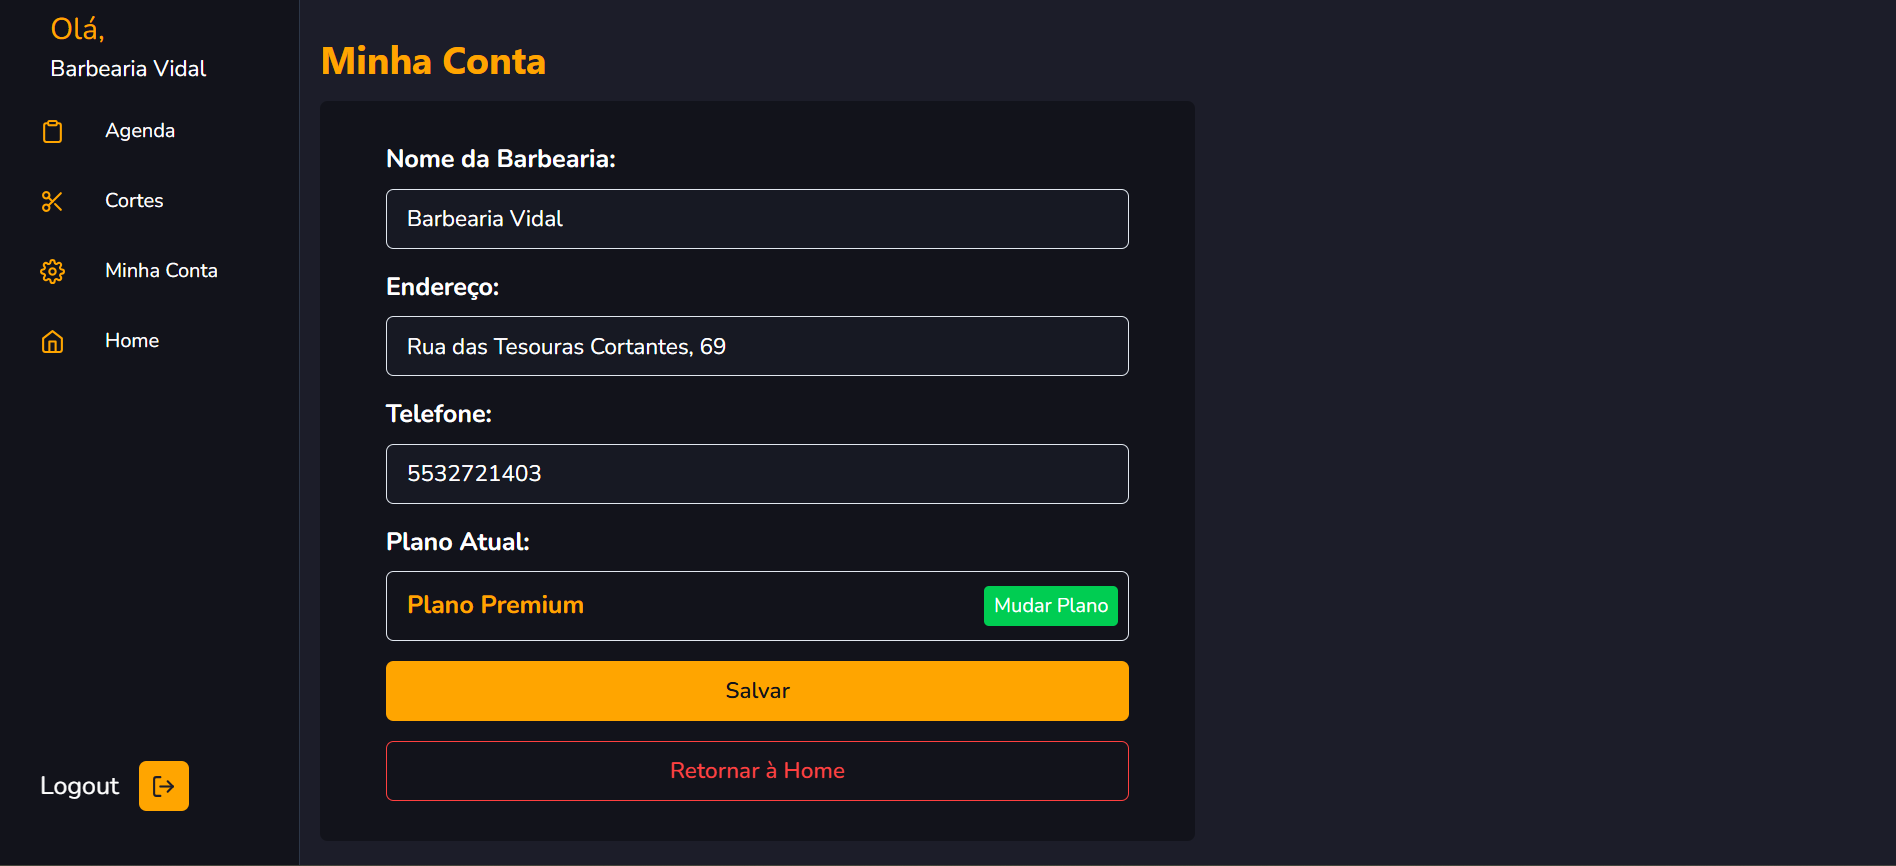 Olá,
Barbearia Vidal
Agenda
Cortes
Minha Conta
Home
Logout
Minha Conta
Nome da Barbearia:
Barbearia Vidal
Endereço:
Rua das Tesouras Cortantes, 69
Telefone:
5532721403
Plano Atual:
Plano Premium
Mudar Plano
Salvar
Retornar à Home